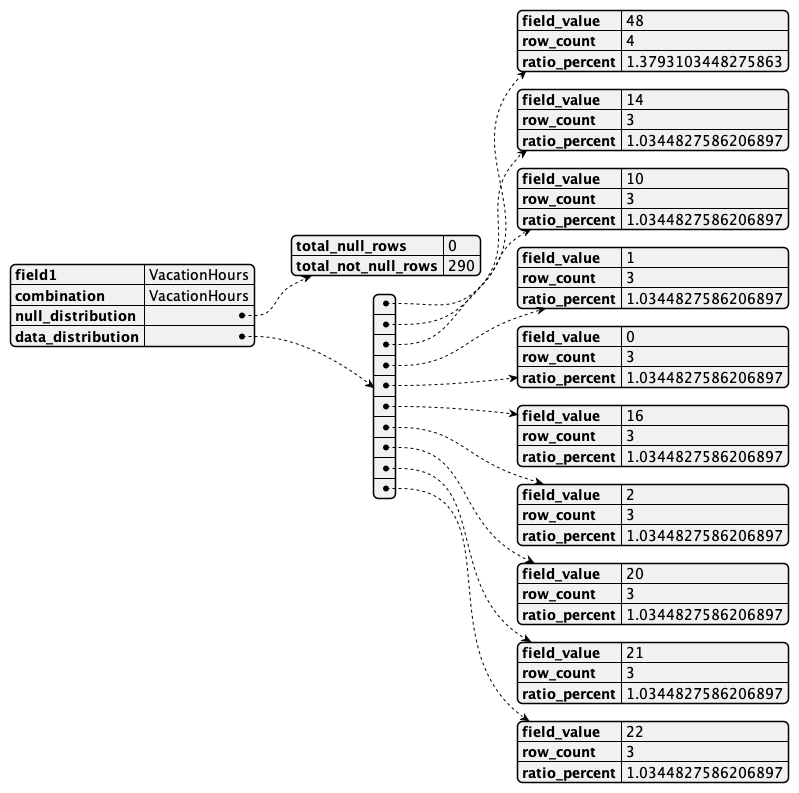 field1 VacationHours
combination VacationHours
null_distribution
data_distribution
total_null_rows 0
total_not_null_rows 290
field_value 48
row_count 4
ratio_percent 1.3793103448275863
field_value 14
row_count 3
ratio_percent 1.0344827586206897
field_value 10
row_count 3
ratio_percent 1.0344827586206897
field_value 1
row_count 3
ratio_percent 1.0344827586206897
field_value 0
row_count 3
ratio_percent 1.0344827586206897
field_value 16
row_count 3
ratio_percent 1.0344827586206897
field_value 2
row_count 3
ratio_percent 1.0344827586206897
field_value 20
row_count 3
ratio_percent 1.0344827586206897
field_value 21
row_count 3
ratio_percent 1.0344827586206897
field_value 22
row_count 3
ratio_percent 1.0344827586206897